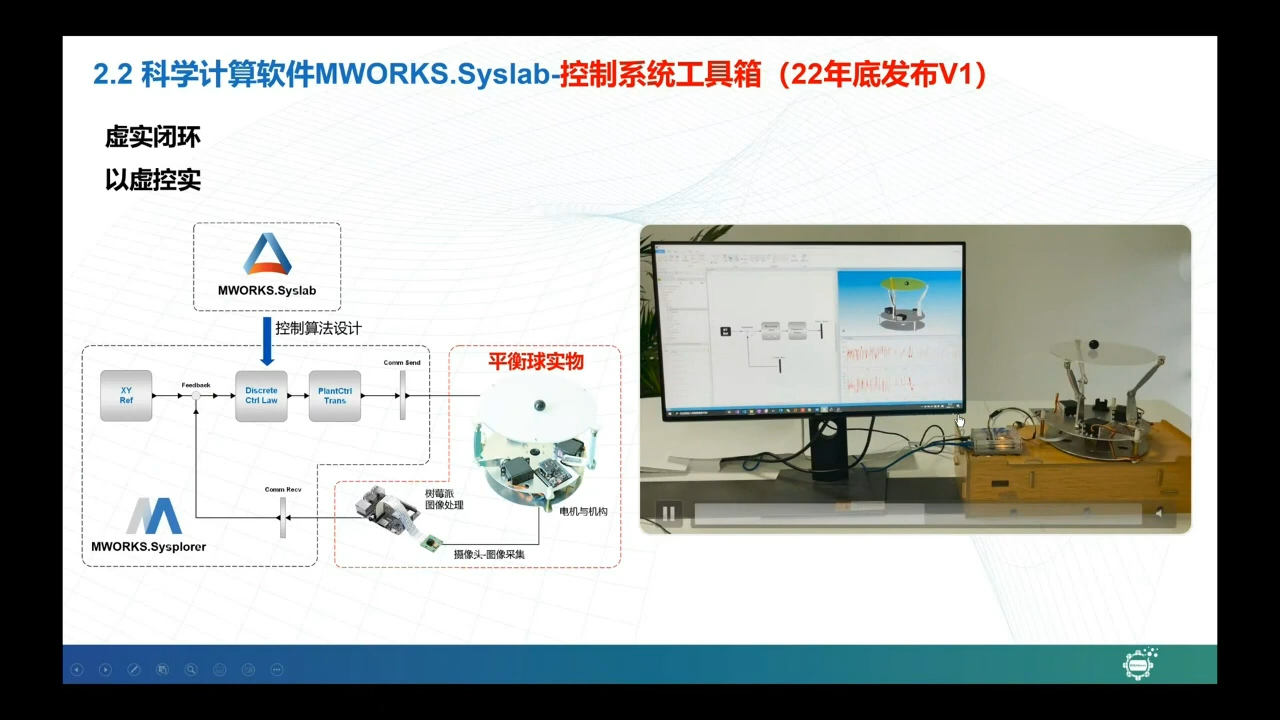 2.2 科学计算软件MWORKS.Syslab-控制系统工具箱（22年底发布V1）
虚实闭环
以虚控实
MWORKS.Syslab
控制算法设计
XY
Ref
Feedback
Discrete
Ctrl Law
PlantCtrl
Trans
Comm Send
平衡球实物
Comm Recv
树莓派
图像处理
电机与机构
摄像头-图像采集
MWORKS.Sysplorer